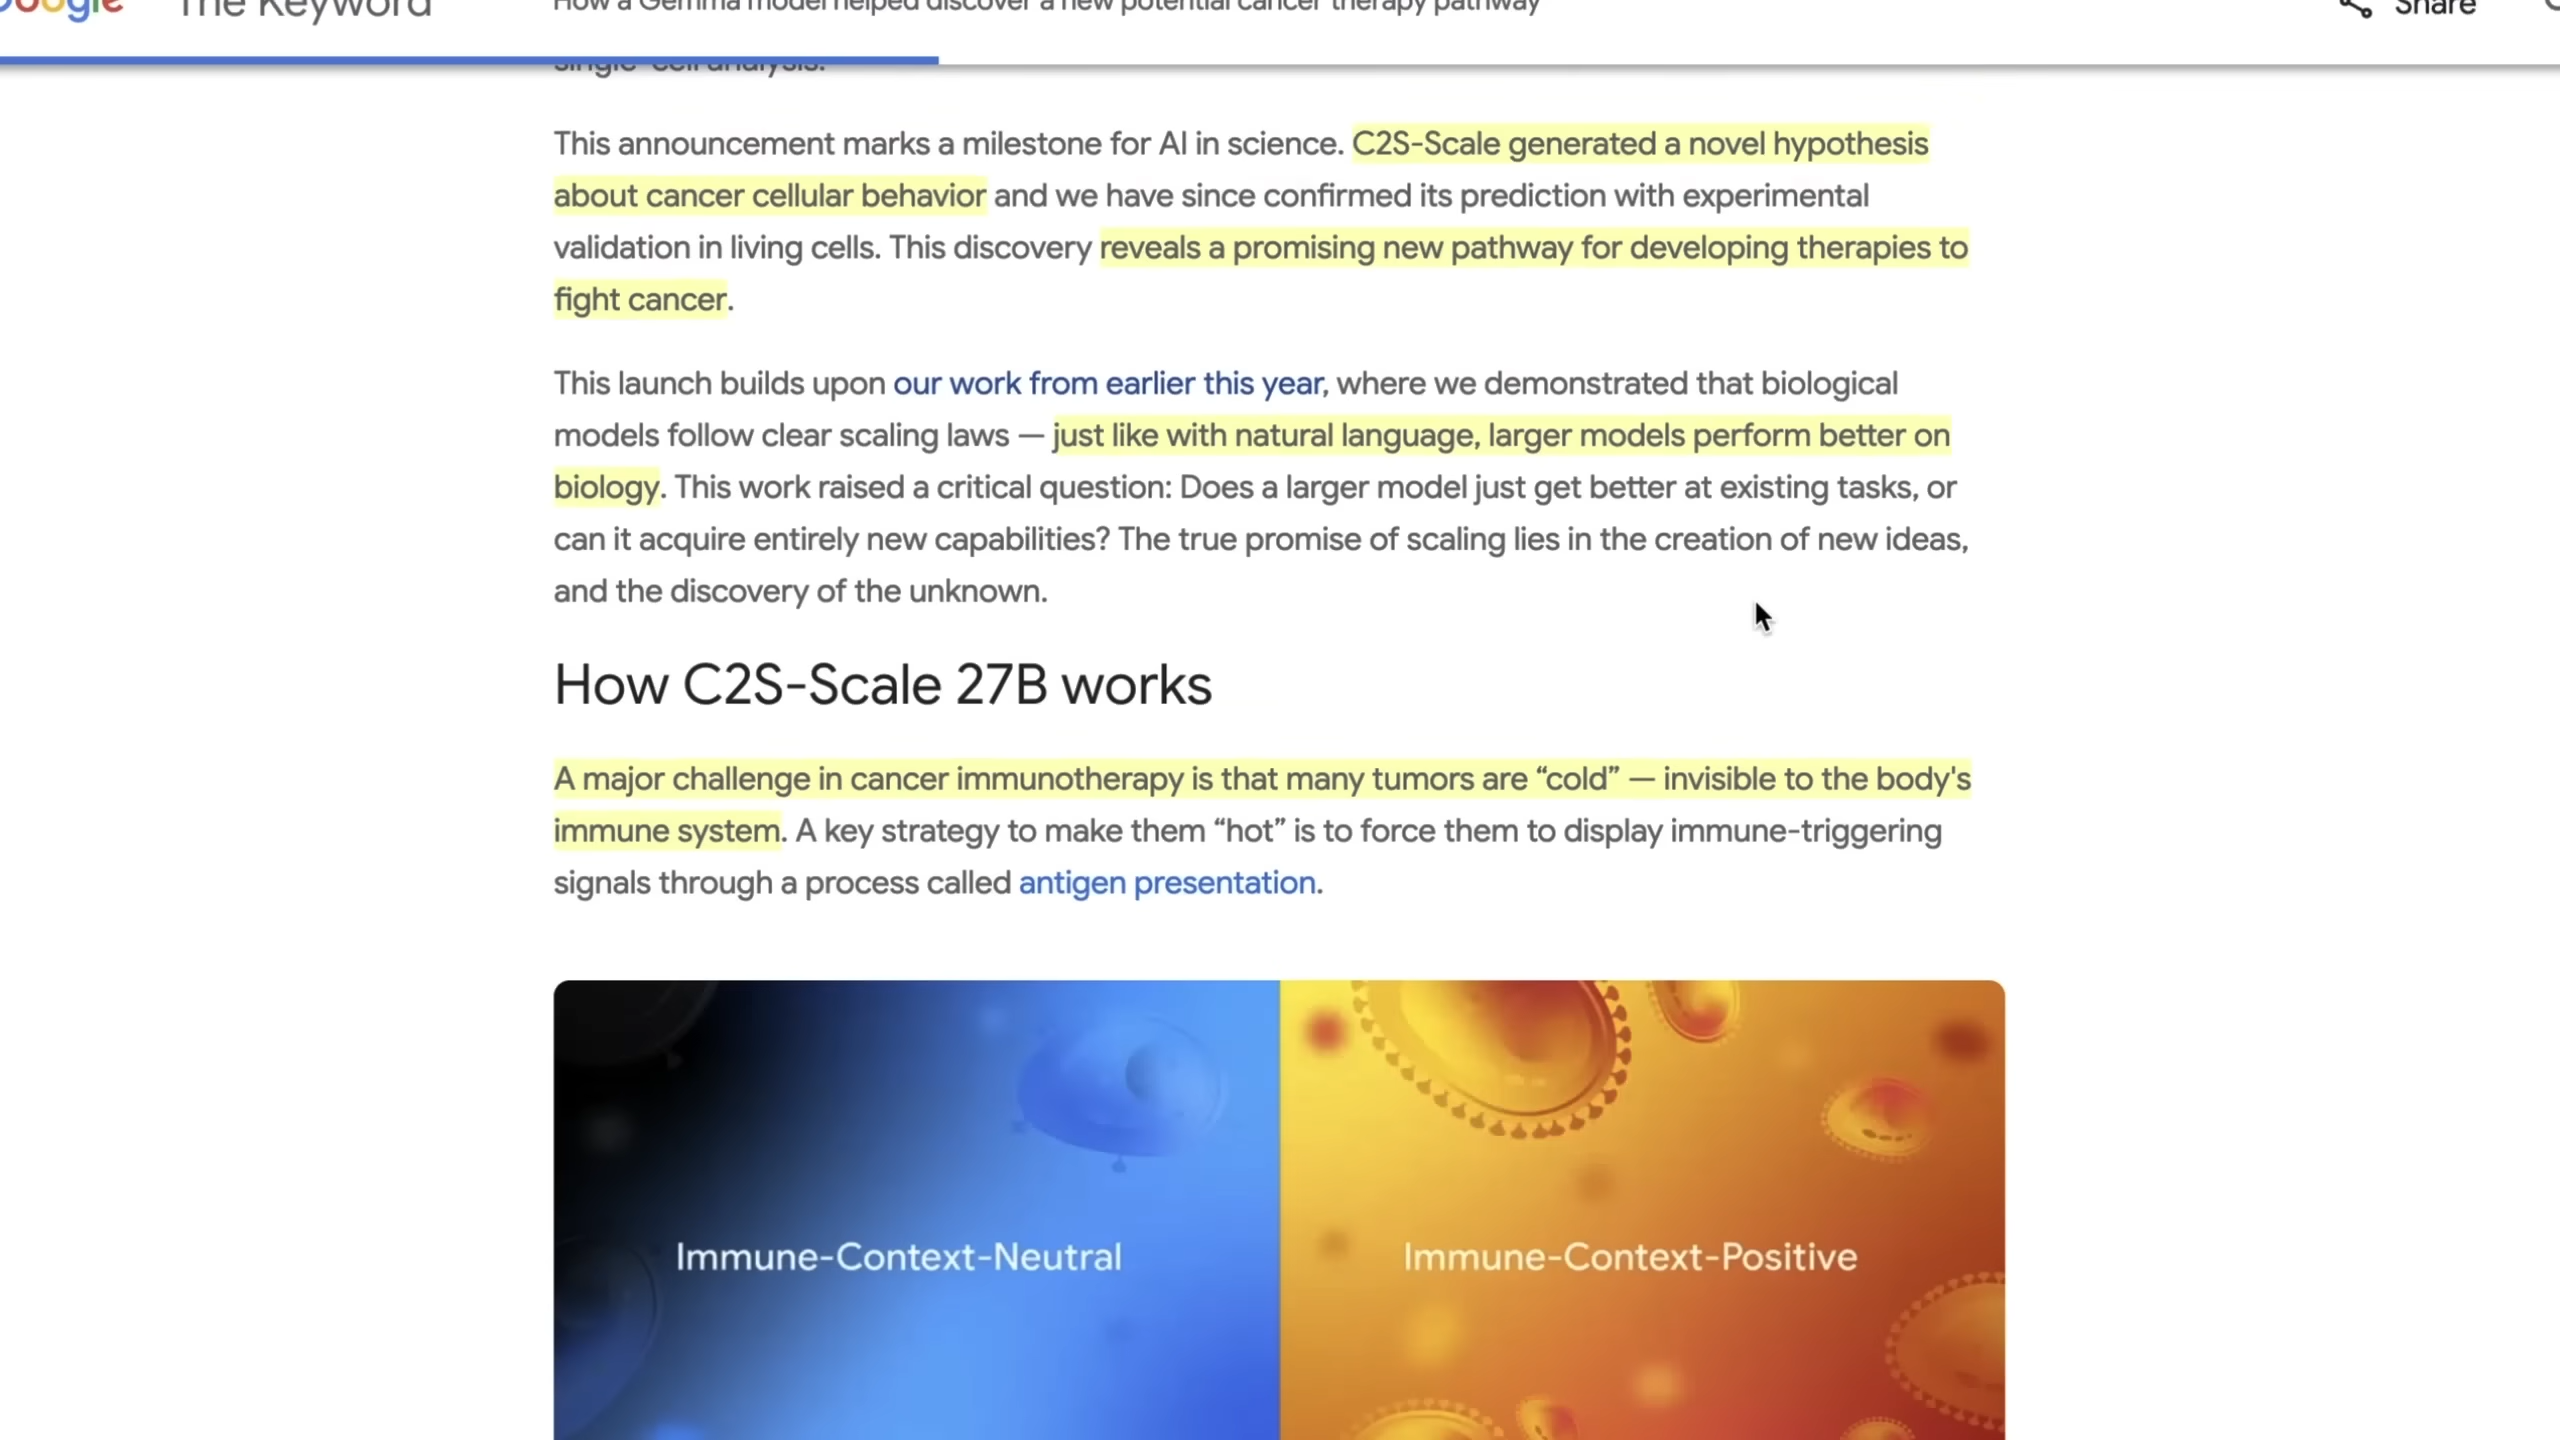 Google The Keyword How a Gemma model helped discover a new potential cancer therapy pathway Share
single-cell analysis.
This announcement marks a milestone for AI in science. C2S-Scale generated a novel hypothesis
about cancer cellular behavior and we have since confirmed its prediction with experimental
validation in living cells. This discovery reveals a promising new pathway for developing therapies to
fight cancer.
This launch builds upon our work from earlier this year, where we demonstrated that biological
models follow clear scaling laws — just like with natural language, larger models perform better on
biology. This work raised a critical question: Does a larger model just get better at existing tasks, or
can it acquire entirely new capabilities? The true promise of scaling lies in the creation of new ideas,
and the discovery of the unknown.
How C2S-Scale 27B works
A major challenge in cancer immunotherapy is that many tumors are “cold” — invisible to the body's
immune system. A key strategy to make them “hot” is to force them to display immune-triggering
signals through a process called antigen presentation.
Immune-Context-Neutral Immune-Context-Positive